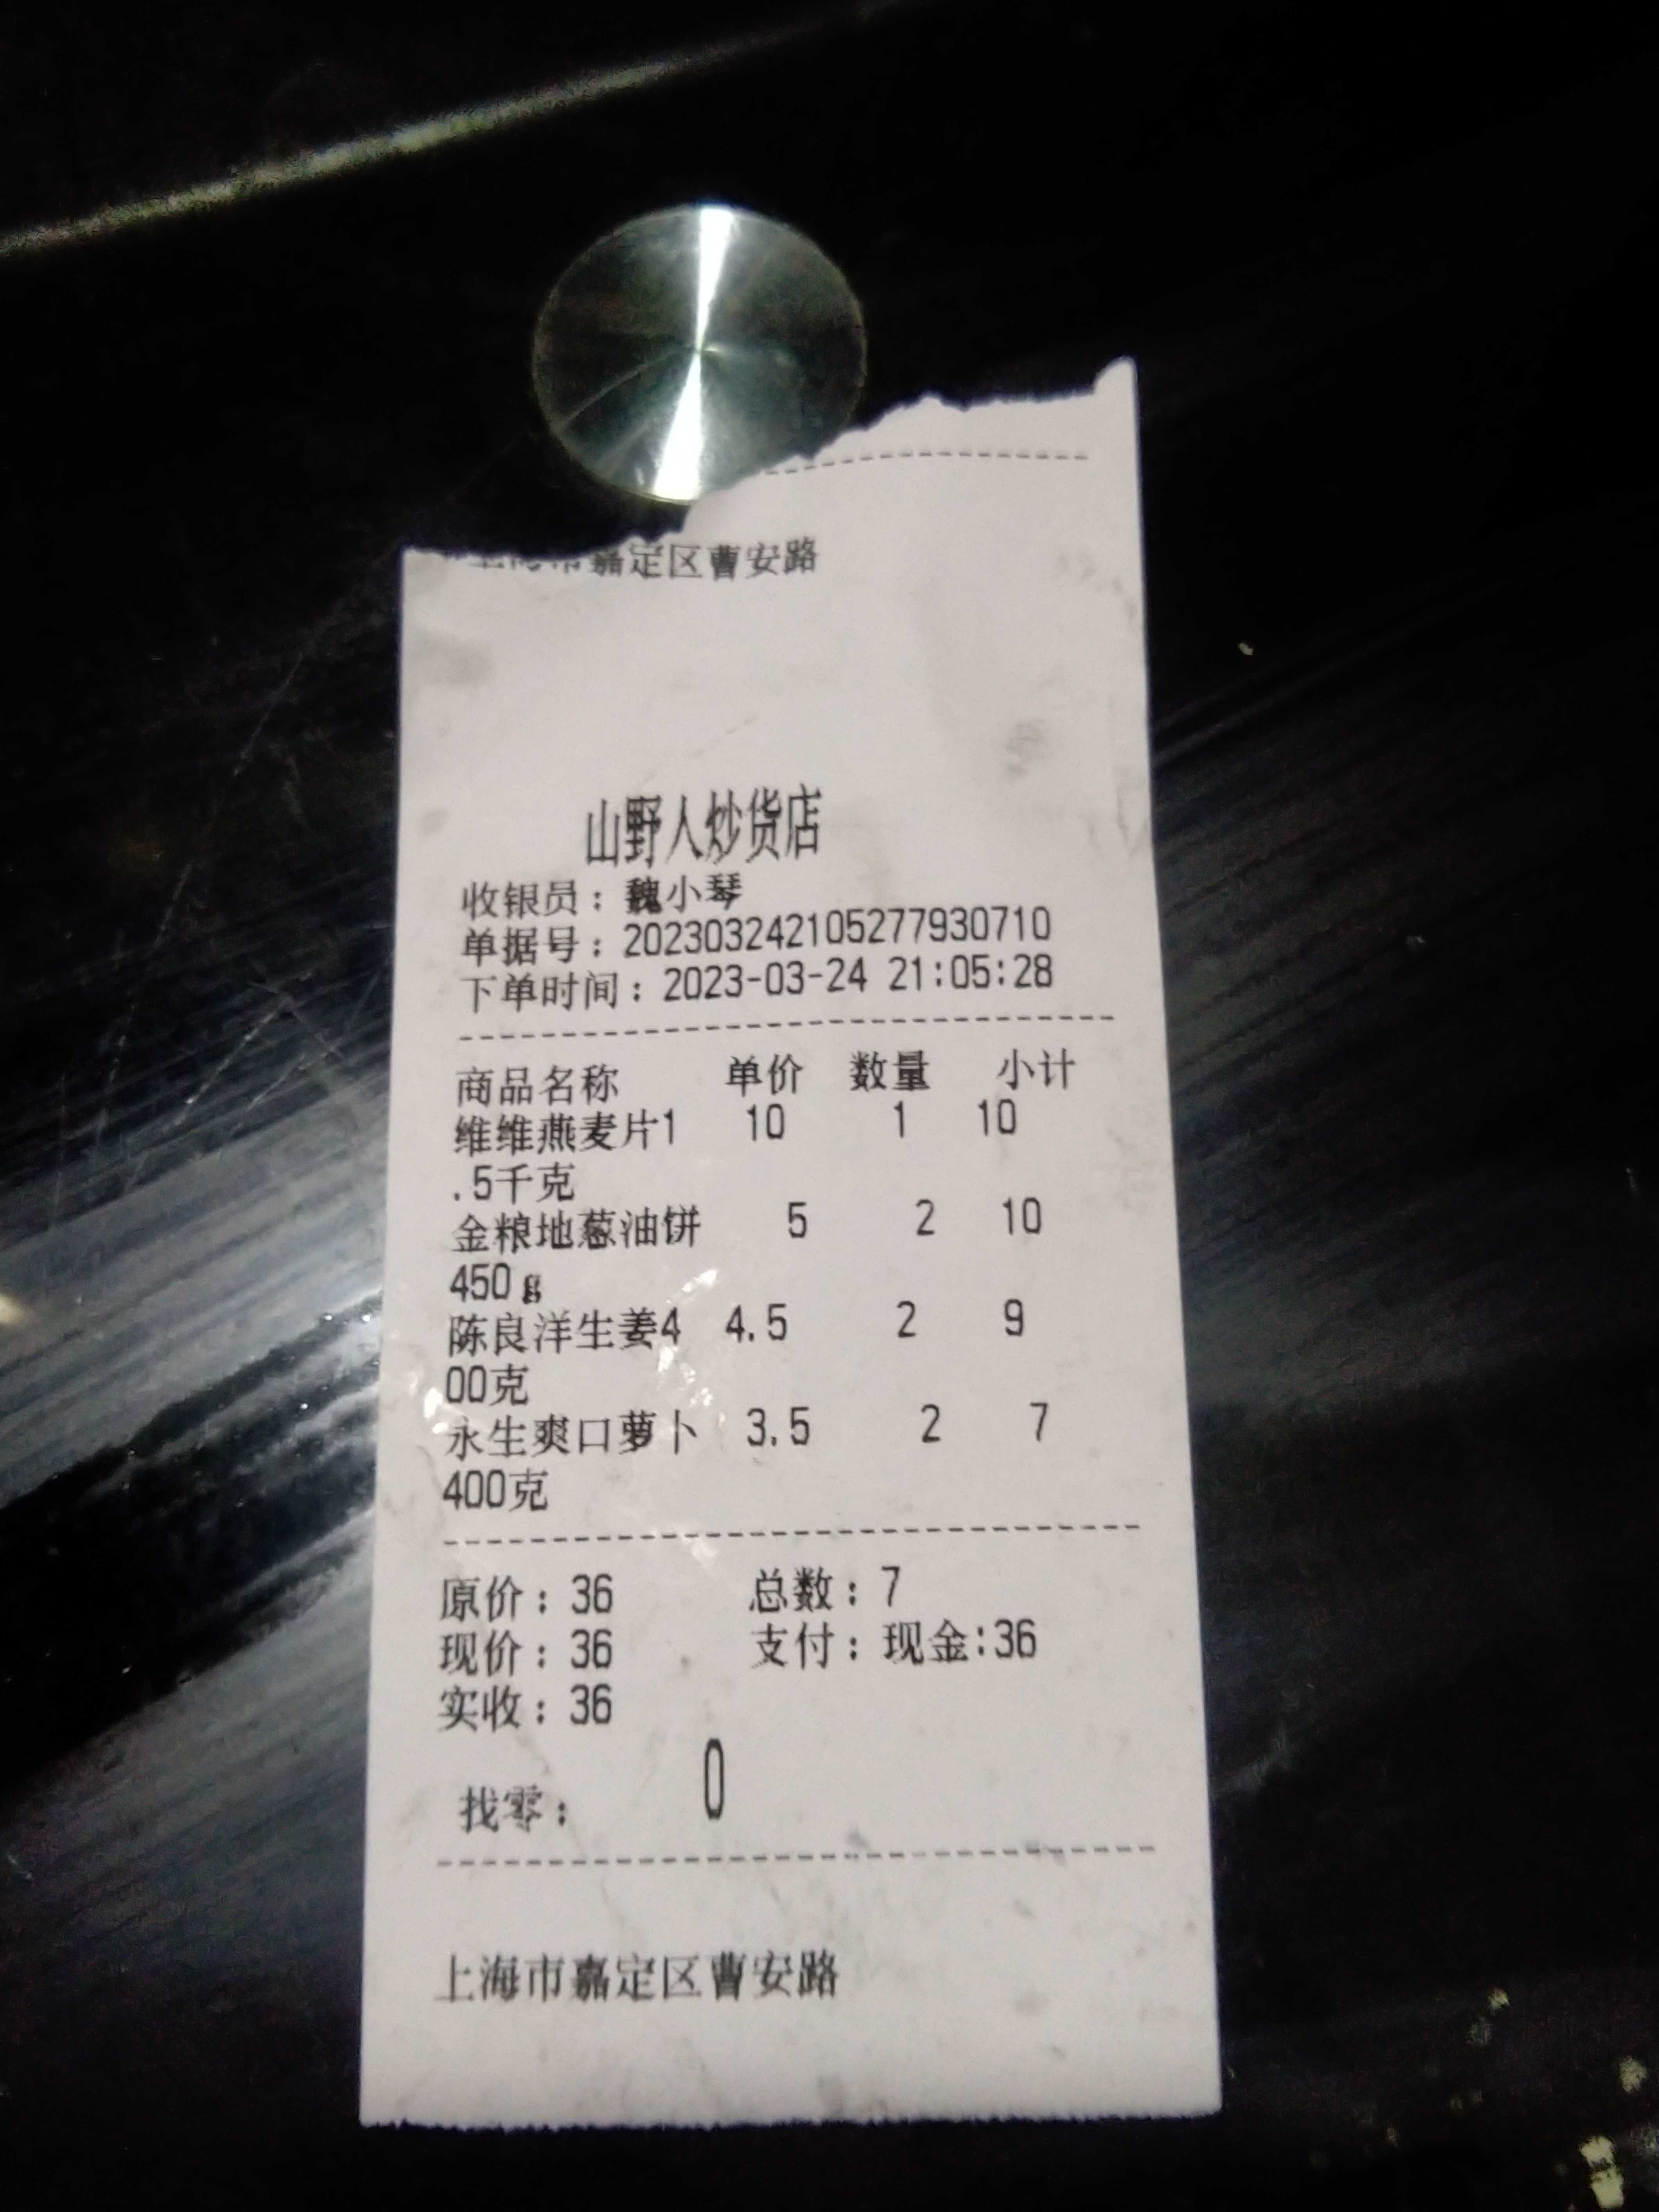 上海市嘉定区曹安路
山野人炒货店
收银员：魏小琴
单据号：202303242105277930710
下单时间：2023-03-24 21:05:28
商品名称 单价 数量 小计
维维燕麦片1 10 1 10
.5千克
金粮地葱油饼 5 2 10
450g
陈良洋生姜4 4.5 2 9
00克
永生爽口萝卜 3.5 2 7
400克
原价：36 总数：7
现价：36 支付：现金:36
实收：36
找零： 0
上海市嘉定区曹安路